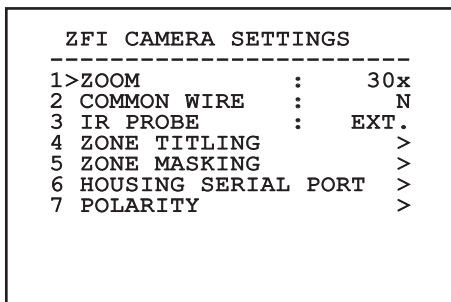 ZFI CAMERA SETTINGS
-------------------------
1>ZOOM : 30x
2 COMMON WIRE : N
3 IR PROBE : EXT.
4 ZONE TITLING >
5 ZONE MASKING >
6 HOUSING SERIAL PORT >
7 POLARITY >